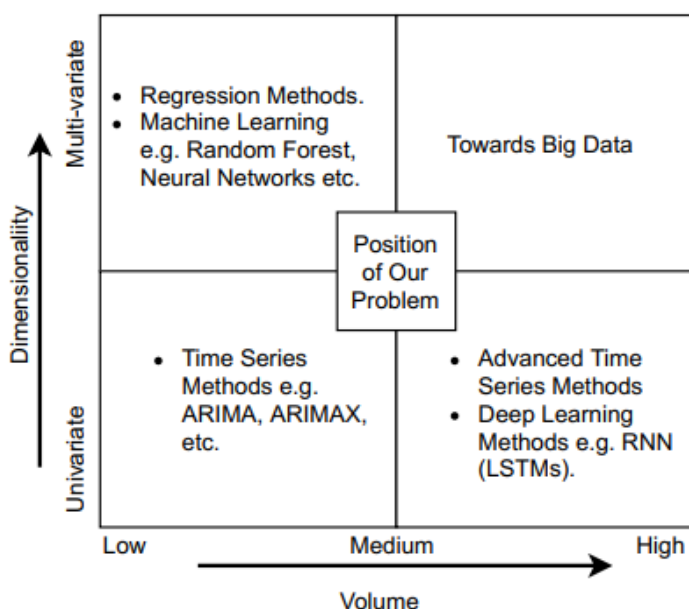 Multi-variate
• Regression Methods.
• Machine Learning
e.g. Random Forest,
Neural Networks etc.
Towards Big Data
Dimensionaliity
Position
of Our
Problem
Univariate
• Time Series
Methods e.g.
ARIMA, ARIMAX,
etc.
• Advanced Time
Series Methods
• Deep Learning
Methods e.g. RNN
(LSTMs).
Low
Medium
High
Volume